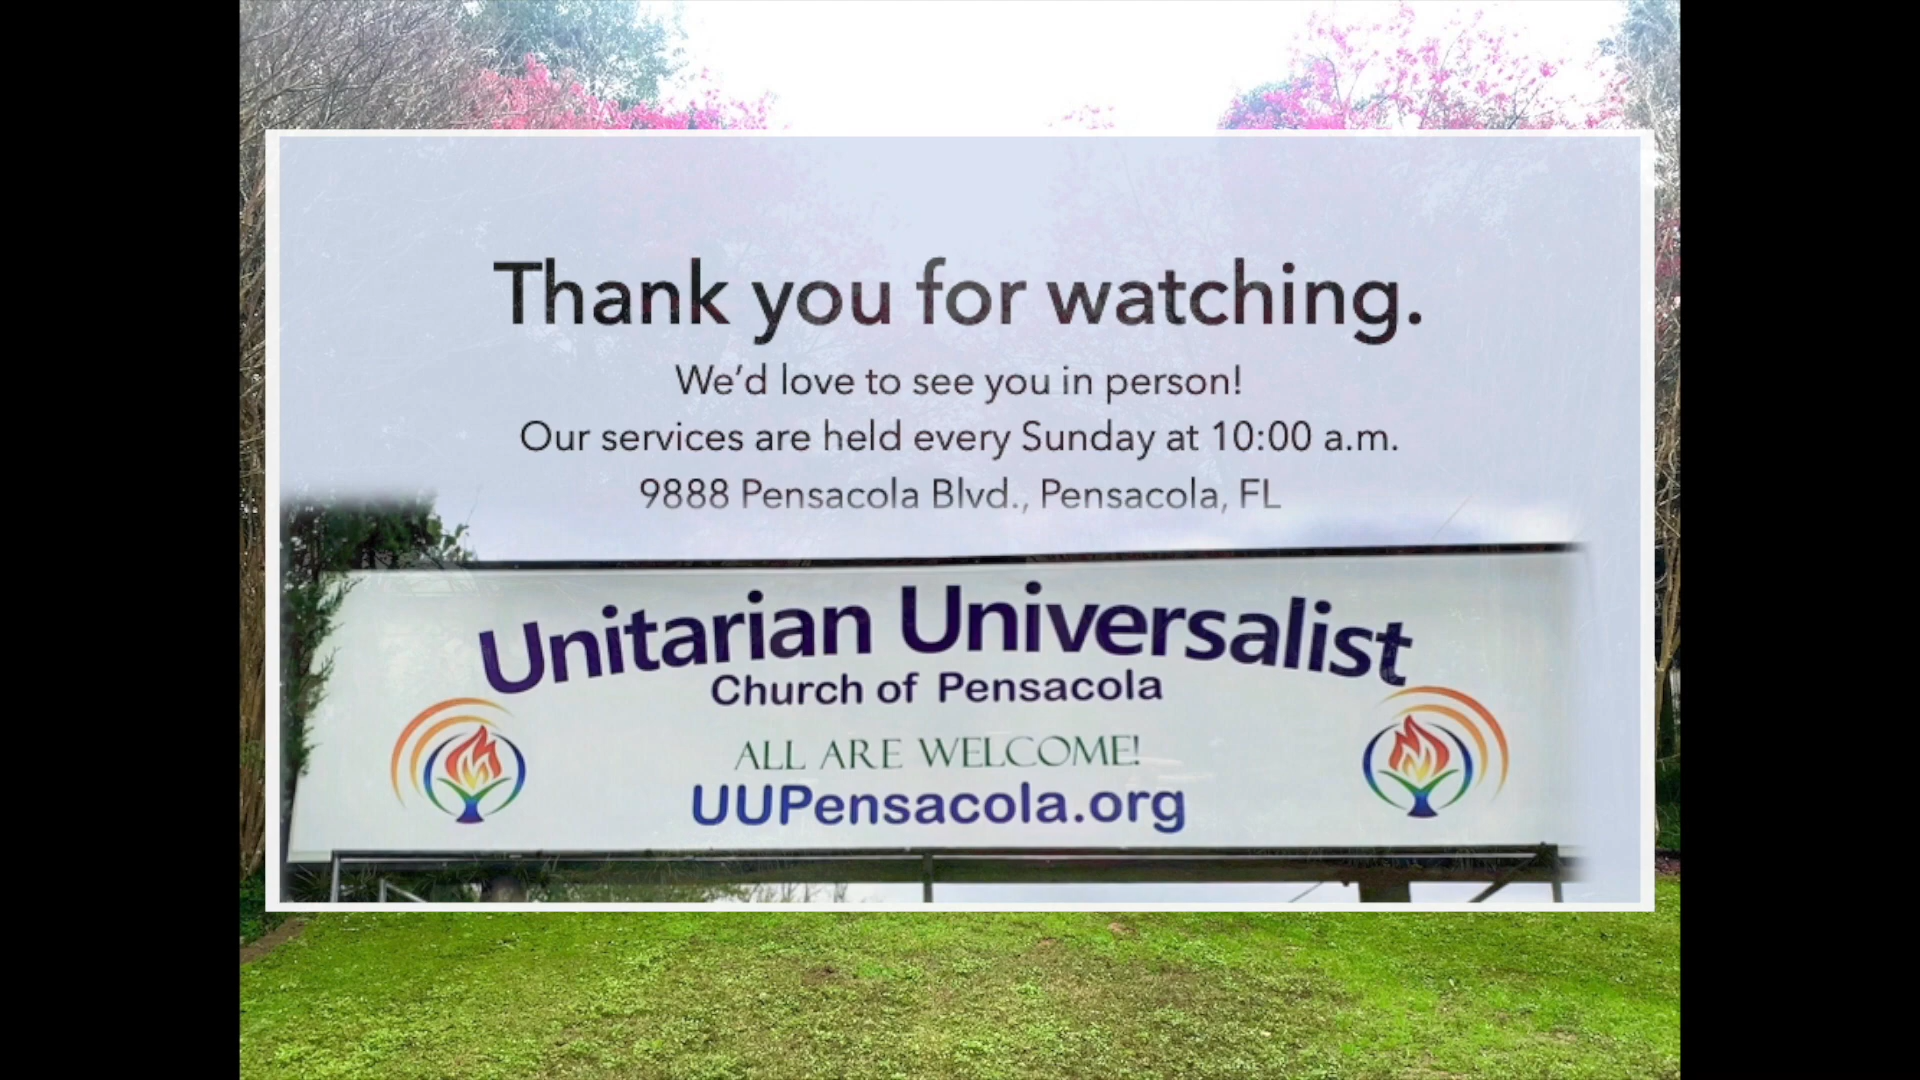 Thank you for watching.
We'd love to see you in person!
Our services are held every Sunday at 10:00 a.m.
9888 Pensacola Blvd., Pensacola, FL
Unitarian Universalist
Church of Pensacola
ALL ARE WELCOME!
UUPensacola.org